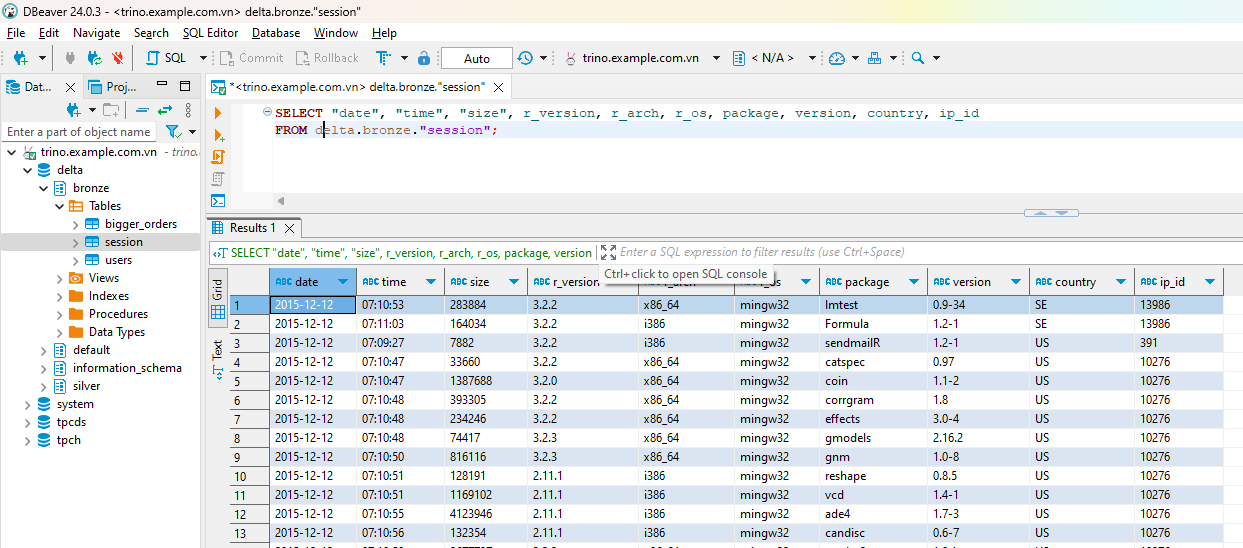 DBeaver 24.0.3 - <trino.example.com.vn> delta.bronze."session"
File Edit Navigate Search SQL Editor Database Window Help
SQL Commit Rollback Auto trino.example.com.vn < N/A >
Dat... Proj... *<trino.example.com.vn> delta.bronze."session"
Enter a part of object name
trino.example.com.vn - trino.
delta
bronze
Tables
bigger_orders
session
users
Views
Indexes
Procedures
Data Types
default
information_schema
silver
system
tpcds
tpch
SELECT "date", "time", "size", r_version, r_arch, r_os, package, version, country, ip_id
FROM delta.bronze."session";
Results 1
SELECT "date", "time", "size", r_version, r_arch, r_os, package, version Enter a SQL expression to filter results (use Ctrl+Space)
Ctrl+click to open SQL console
Grid
Text
ABC date ABC time ABC size ABC r_version ABC package ABC version ABC country ABC ip_id
1 2015-12-12 07:10:53 283884 3.2.2 x86_64 mingw32 lmtest 0.9-34 SE 13986
2 2015-12-12 07:11:03 164034 3.2.2 i386 mingw32 Formula 1.2-1 SE 13986
3 2015-12-12 07:09:27 7882 3.2.2 i386 mingw32 sendmailR 1.2-1 US 391
4 2015-12-12 07:10:47 33660 3.2.2 x86_64 mingw32 catspec 0.97 US 10276
5 2015-12-12 07:10:47 1387688 3.2.0 x86_64 mingw32 coin 1.1-2 US 10276
6 2015-12-12 07:10:48 393305 3.2.2 x86_64 mingw32 corrgram 1.8 US 10276
7 2015-12-12 07:10:48 234246 3.2.2 x86_64 mingw32 effects 3.0-4 US 10276
8 2015-12-12 07:10:48 74417 3.2.3 x86_64 mingw32 gmodels 2.16.2 US 10276
9 2015-12-12 07:10:50 816116 3.2.3 x86_64 mingw32 gnm 1.0-8 US 10276
10 2015-12-12 07:10:51 128191 2.11.1 i386 mingw32 reshape 0.8.5 US 10276
11 2015-12-12 07:10:51 1169102 2.11.1 i386 mingw32 vcd 1.4-1 US 10276
12 2015-12-12 07:10:55 4123946 2.11.1 i386 mingw32 ade4 1.7-3 US 10276
13 2015-12-12 07:10:56 132354 2.11.1 i386 mingw32 candisc 0.6-7 US 10276